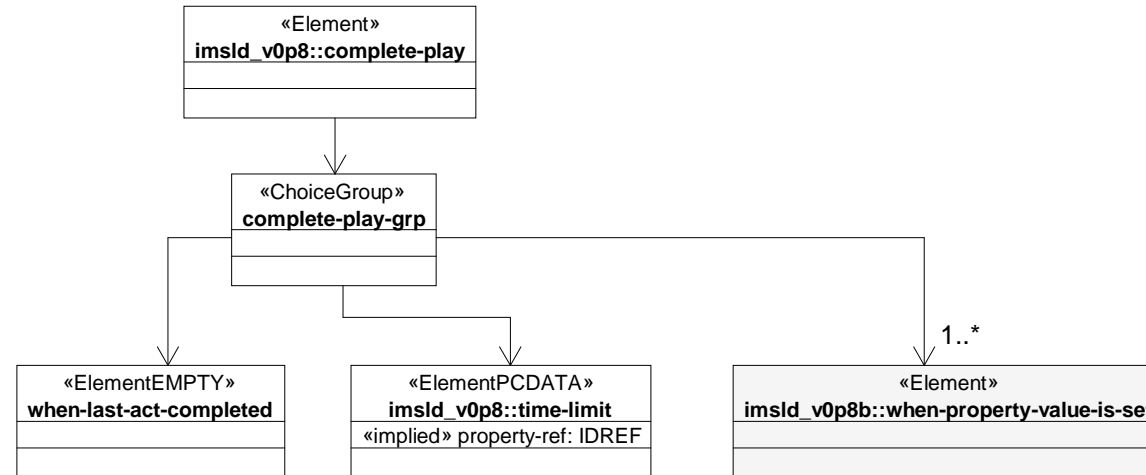 «Element»
imsld_v0p8::complete-play
«ChoiceGroup»
complete-play-grp
1..*
«ElementEMPTY»
when-last-act-completed
«ElementPCDATA»
imsld_v0p8::time-limit
«implied» property-ref: IDREF
«Element»
imsld_v0p8b::when-property-value-is-se